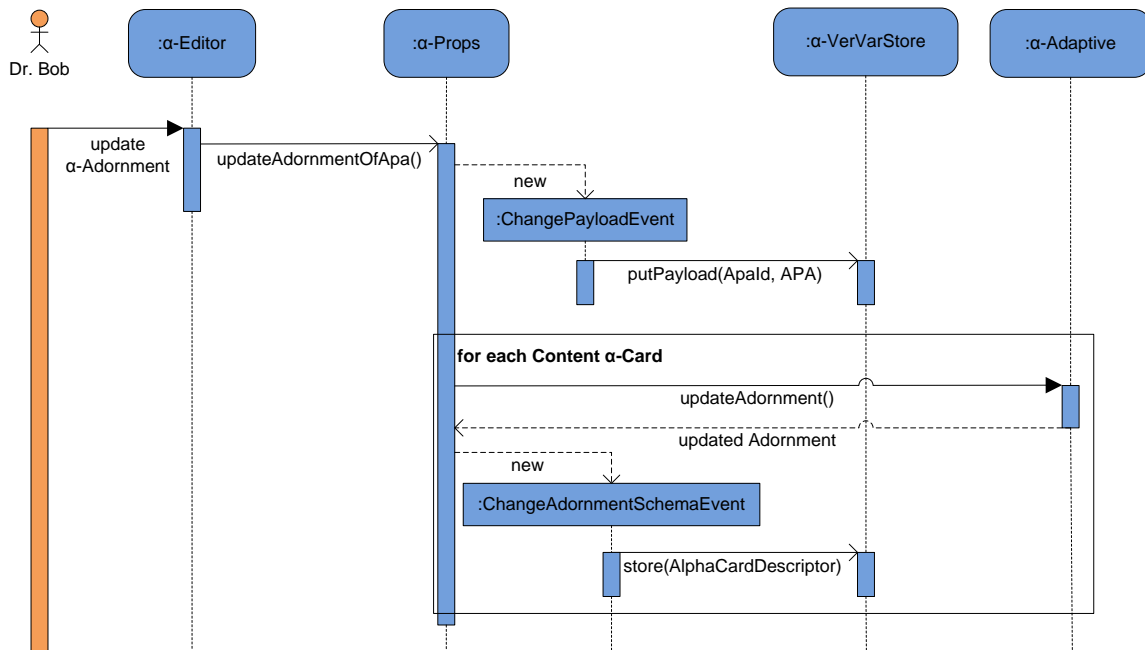 :α-Editor
:α-Props
:α-VerVarStore
:α-Adaptive
Dr. Bob
update
α-Adornment
updateAdornmentOfApa()
new
:ChangePayloadEvent
putPayload(ApaId, APA)
for each Content α-Card
updateAdornment()
updated Adornment
new
:ChangeAdornmentSchemaEvent
store(AlphaCardDescriptor)